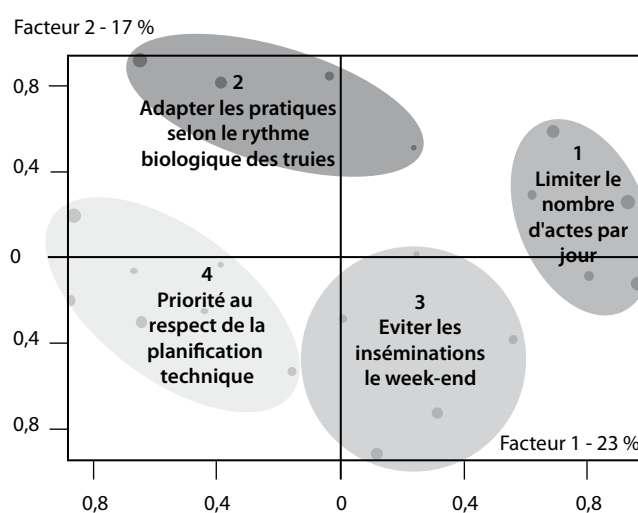 Facteur 2 - 17 %
0,8
0,4
0
0,4
0,8
2
Adapter les pratiques
selon le rythme
biologique des truies
1
Limiter le
nombre
d'actes par
jour
4
Priorité au
respect de la
planification
technique
3
Eviter les
inséminations
le week-end
Facteur 1 - 23 %
0,8
0,4
0
0,4
0,8